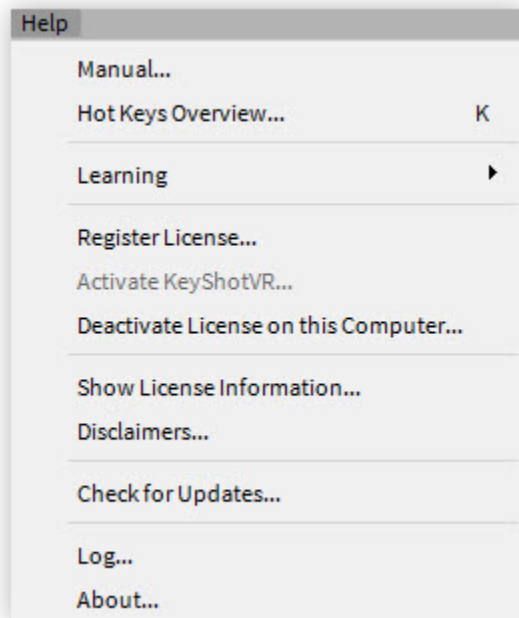 Help
Manual...
Hot Keys Overview... K
Learning
Register License...
Activate KeyShotVR...
Deactivate License on this Computer...
Show License Information...
Disclaimers...
Check for Updates...
Log...
About...